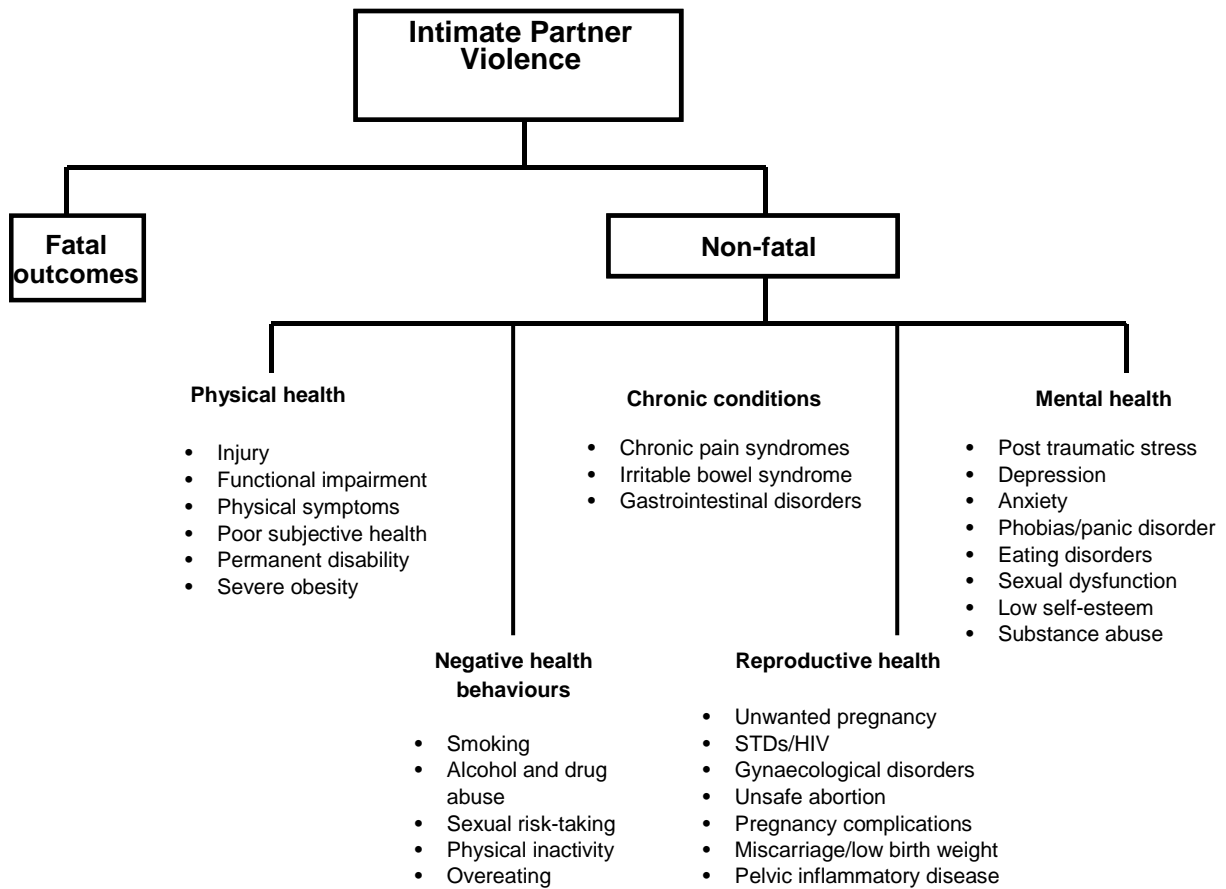 Intimate Partner
Violence
Fatal
outcomes
Non-fatal
Physical health
• Injury
• Functional impairment
• Physical symptoms
• Poor subjective health
• Permanent disability
• Severe obesity
Chronic conditions
• Chronic pain syndromes
• Irritable bowel syndrome
• Gastrointestinal disorders
Mental health
• Post traumatic stress
• Depression
• Anxiety
• Phobias/panic disorder
• Eating disorders
• Sexual dysfunction
• Low self-esteem
• Substance abuse
Negative health
behaviours
• Smoking
• Alcohol and drug
abuse
• Sexual risk-taking
• Physical inactivity
• Overeating
Reproductive health
• Unwanted pregnancy
• STDs/HIV
• Gynaecological disorders
• Unsafe abortion
• Pregnancy complications
• Miscarriage/low birth weight
• Pelvic inflammatory disease